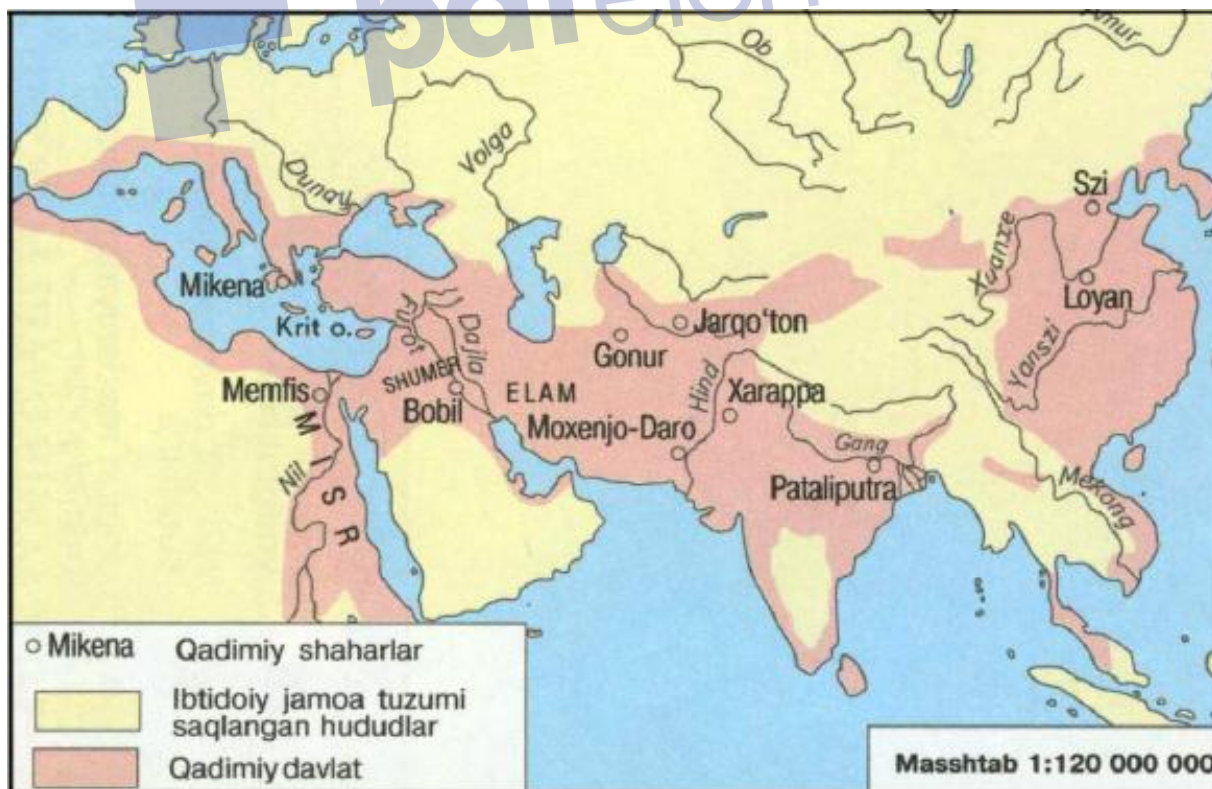 Ob
Amur
Volga
Dunay
Szi
Xuanxe
Mikena
Loyan
Jarqo'ton
Krit o.
Frot
Dajla
Gonur
Yanszi
SHUMER
Hind
Xarappa
Memfis
Bobil
ELAM
Moxenjo-Daro
Gang
MISR
Nil
Pataliputra
Mekong
Mikena Qadimiy shaharlar
Ibtidoiy jamoa tuzumi
saqlangan hududlar
Qadimiy davlat
Masshtab 1:120 000 000